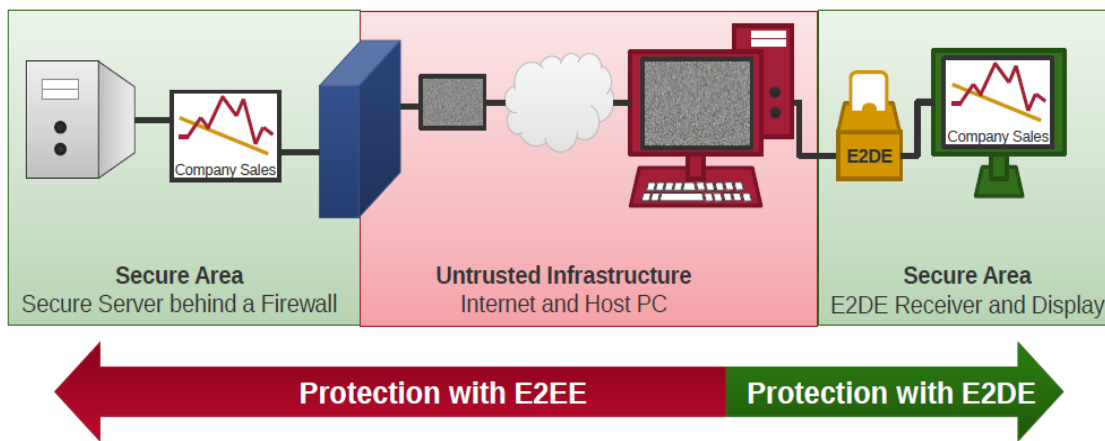 Company Sales
E2DE
Company Sales
Secure Area
Secure Server behind a Firewall
Untrusted Infrastructure
Internet and Host PC
Secure Area
E2DE Receiver and Display
Protection with E2EE
Protection with E2DE